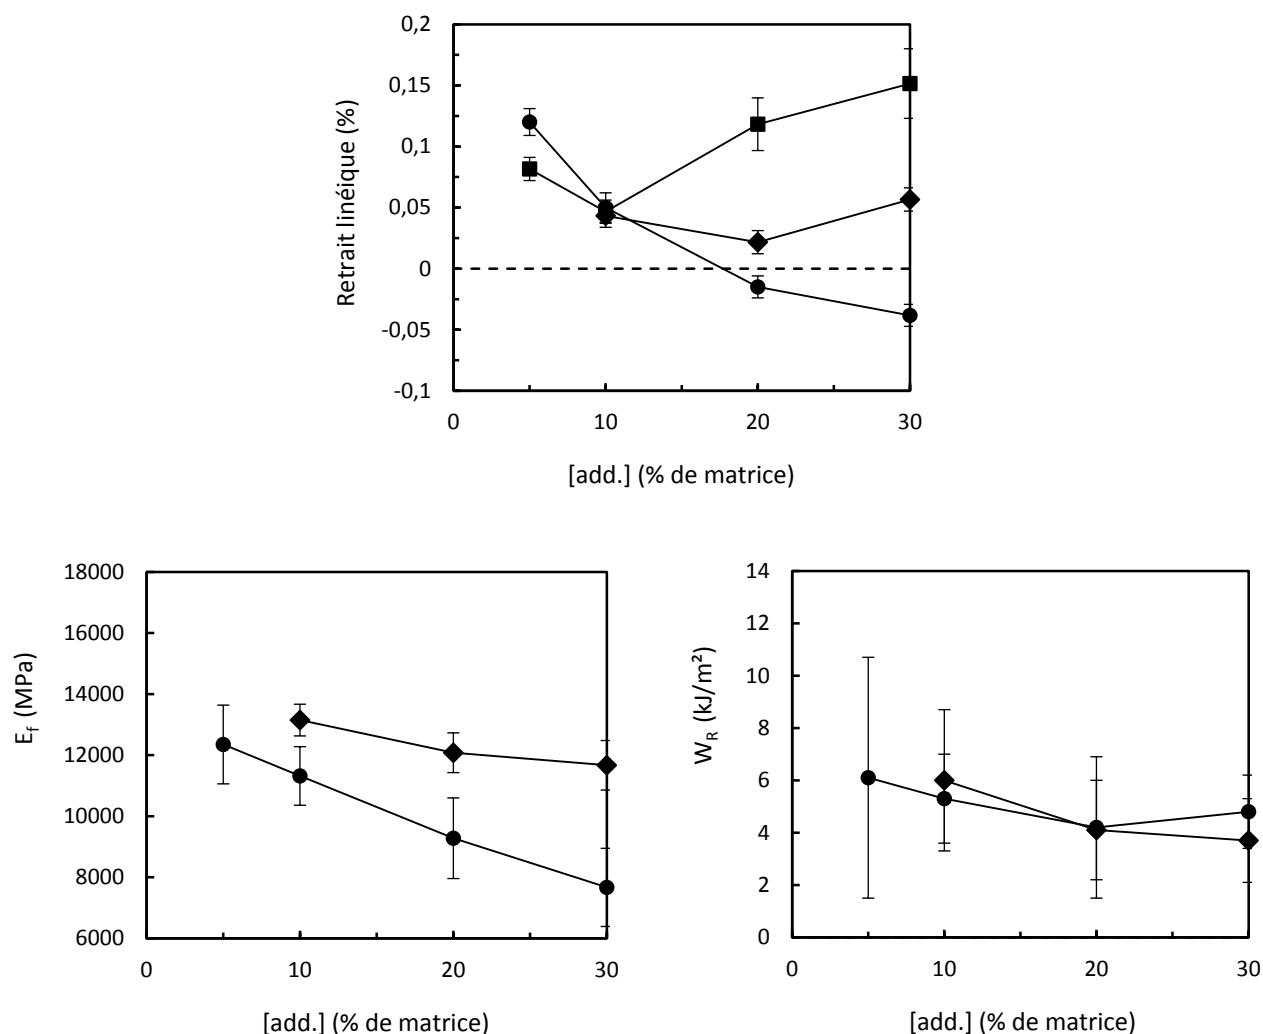 0,2
0,15
0,1
0,05
0
-0,05
-0,1
Retrait linéique (%)
0 10 20 30
[add.] (% de matrice)
18000
16000
14000
12000
10000
8000
6000
E_f (MPa)
0 10 20 30
[add.] (% de matrice)
14
12
10
8
6
4
2
0
W_R (kJ/m²)
0 10 20 30
[add.] (% de matrice)